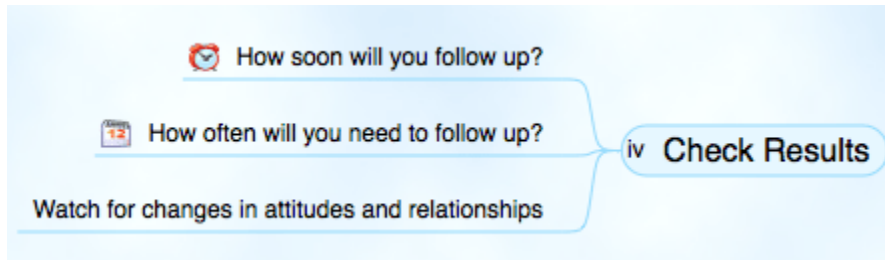 How soon will you follow up?
12 How often will you need to follow up?
iv Check Results
Watch for changes in attitudes and relationships